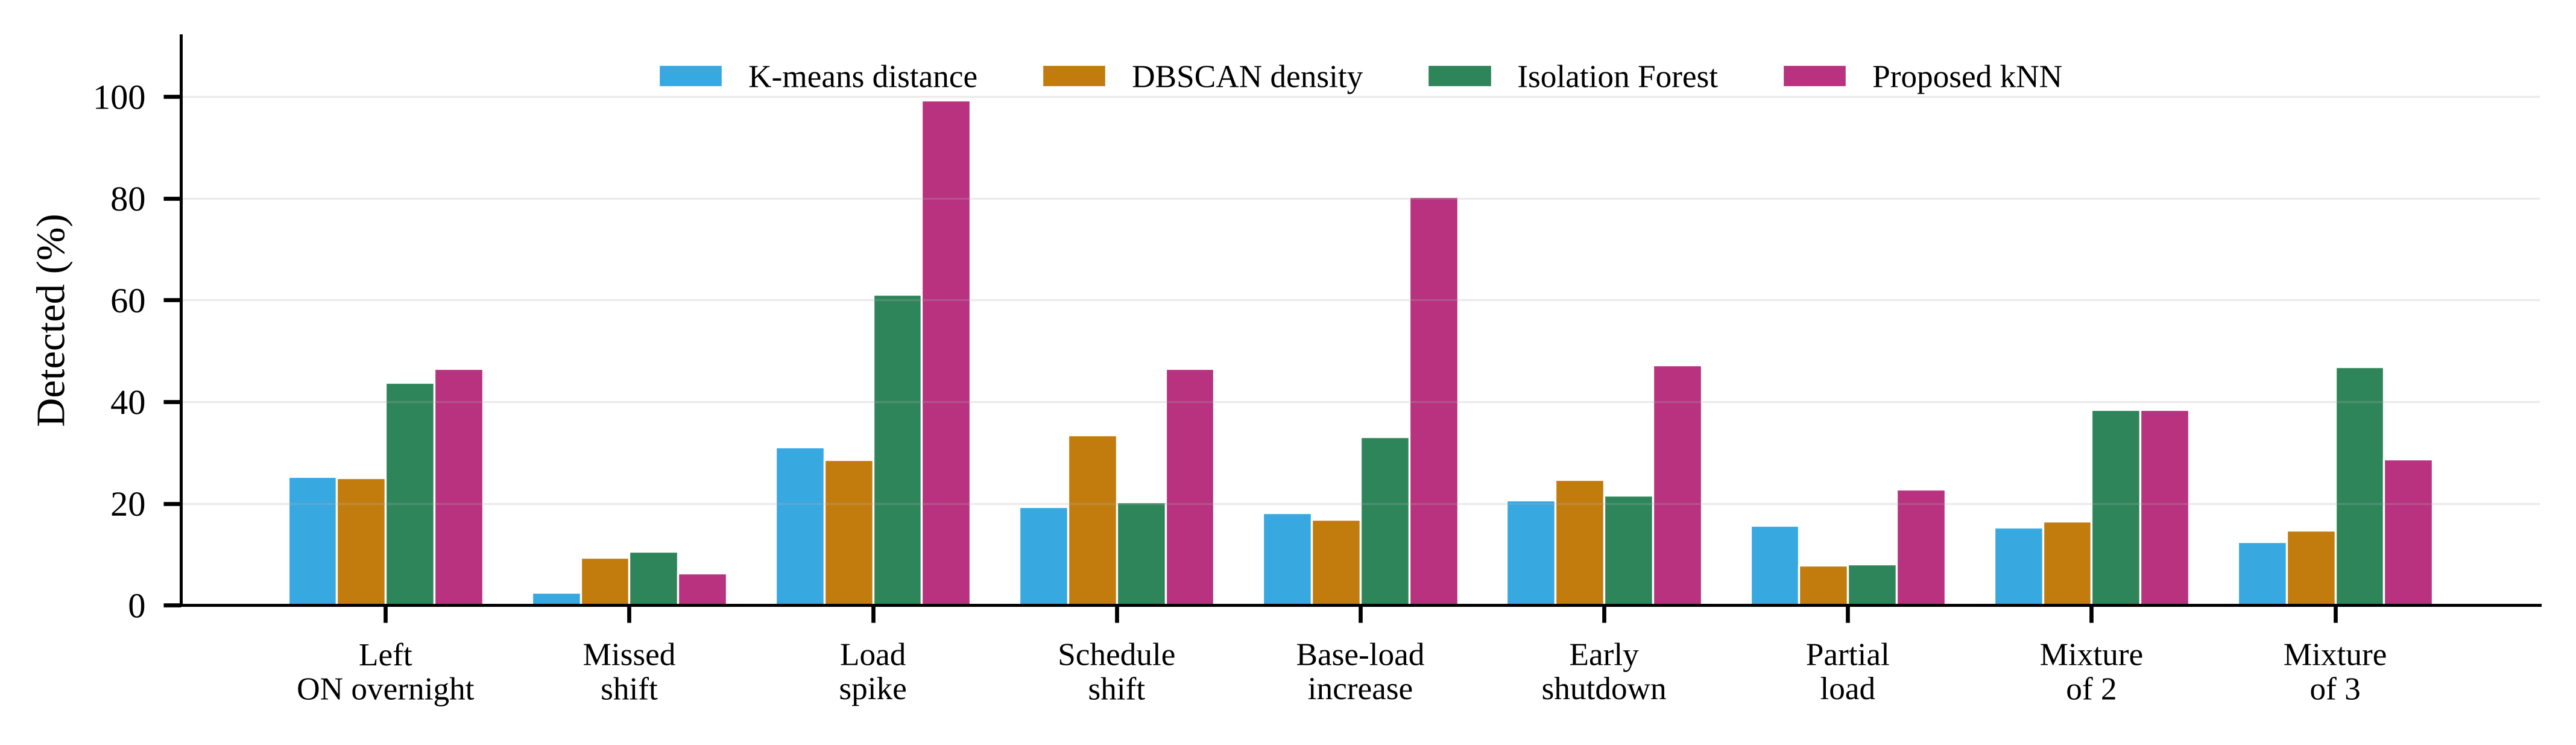 K-means distance
DBSCAN density
Isolation Forest
Proposed kNN
Detected (%)
100
80
60
40
20
0
Left
ON overnight
Missed
shift
Load
spike
Schedule
shift
Base-load
increase
Early
shutdown
Partial
load
Mixture
of 2
Mixture
of 3